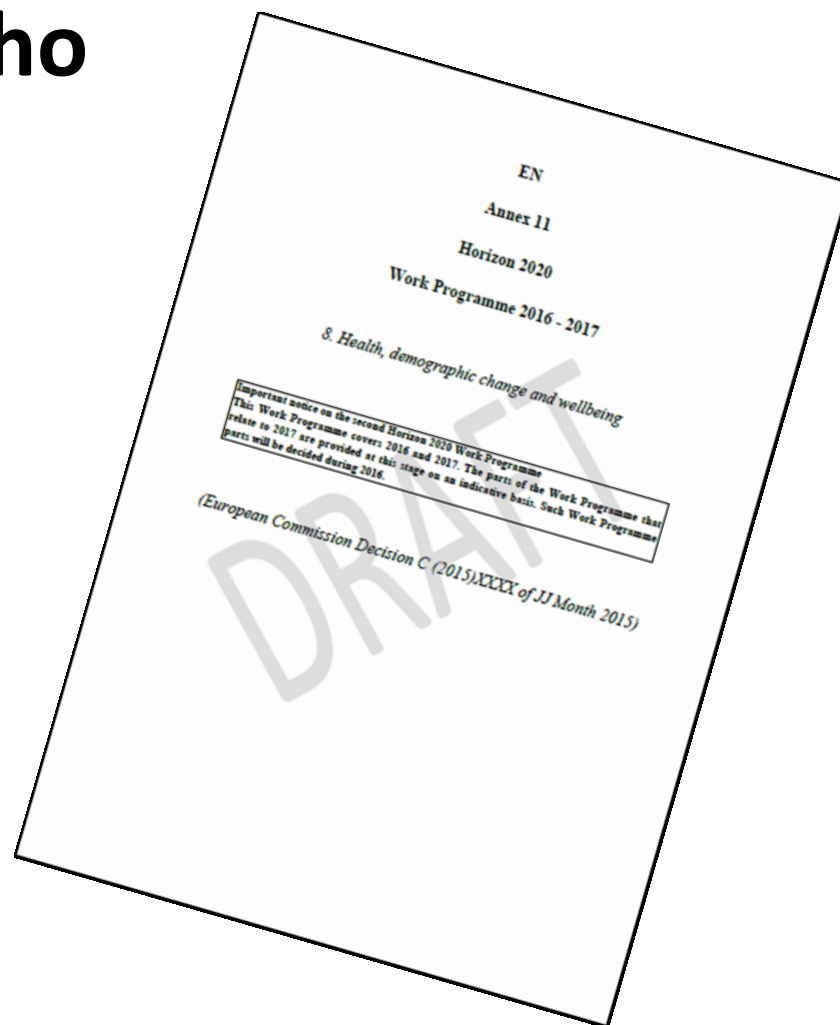 ho
EN
Annex 11
Horizon 2020
Work Programme 2016 - 2017
8. Health, demographic change and wellbeing
Important notice on the second Horizon 2020 Work Programme
This Work Programme covers 2016 and 2017. The parts of the Work Programme that
relate to 2017 are provided at this stage on an indicative basis. Such Work Programme
parts will be decided during 2016.
(European Commission Decision C (2015)XXXX of JJ Month 2015)
DRAFT